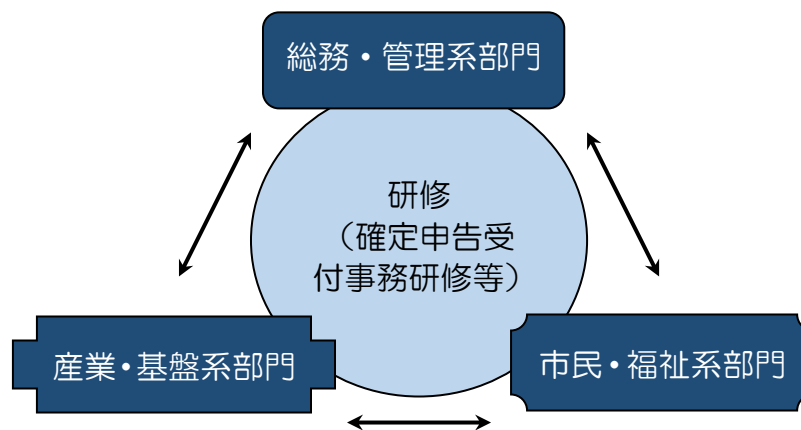 総務・管理系部門
研修
（確定申告受
付事務研修等）
産業・基盤系部門
市民・福祉系部門